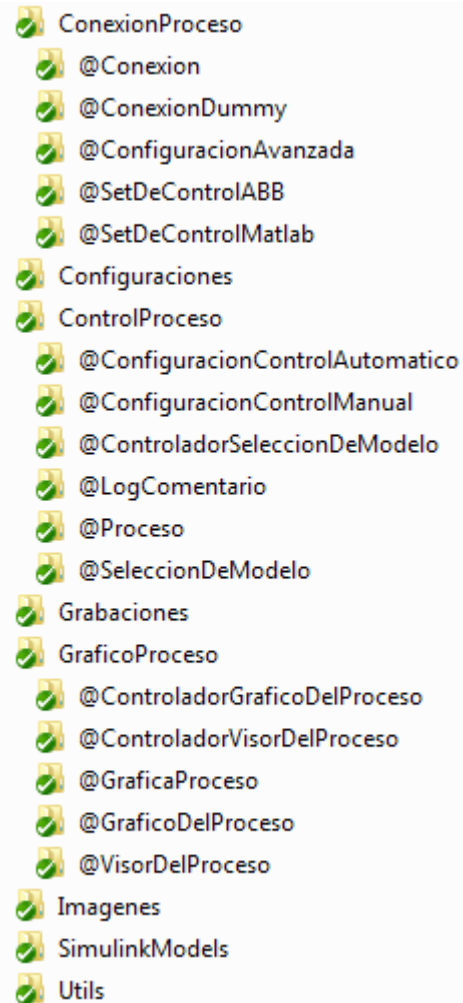 ConexionProceso
@Conexion
@ConexionDummy
@ConfiguracionAvanzada
@SetDeControlABB
@SetDeControlMatlab
Configuraciones
ControlProceso
@ConfiguracionControlAutomatico
@ConfiguracionControlManual
@ControladorSeleccionDeModelo
@LogComentario
@Proceso
@SeleccionDeModelo
Grabaciones
GraficoProceso
@ControladorGraficoDelProceso
@ControladorVisorDelProceso
@GraficaProceso
@GraficoDelProceso
@VisorDelProceso
Imagenes
SimulinkModels
Utils